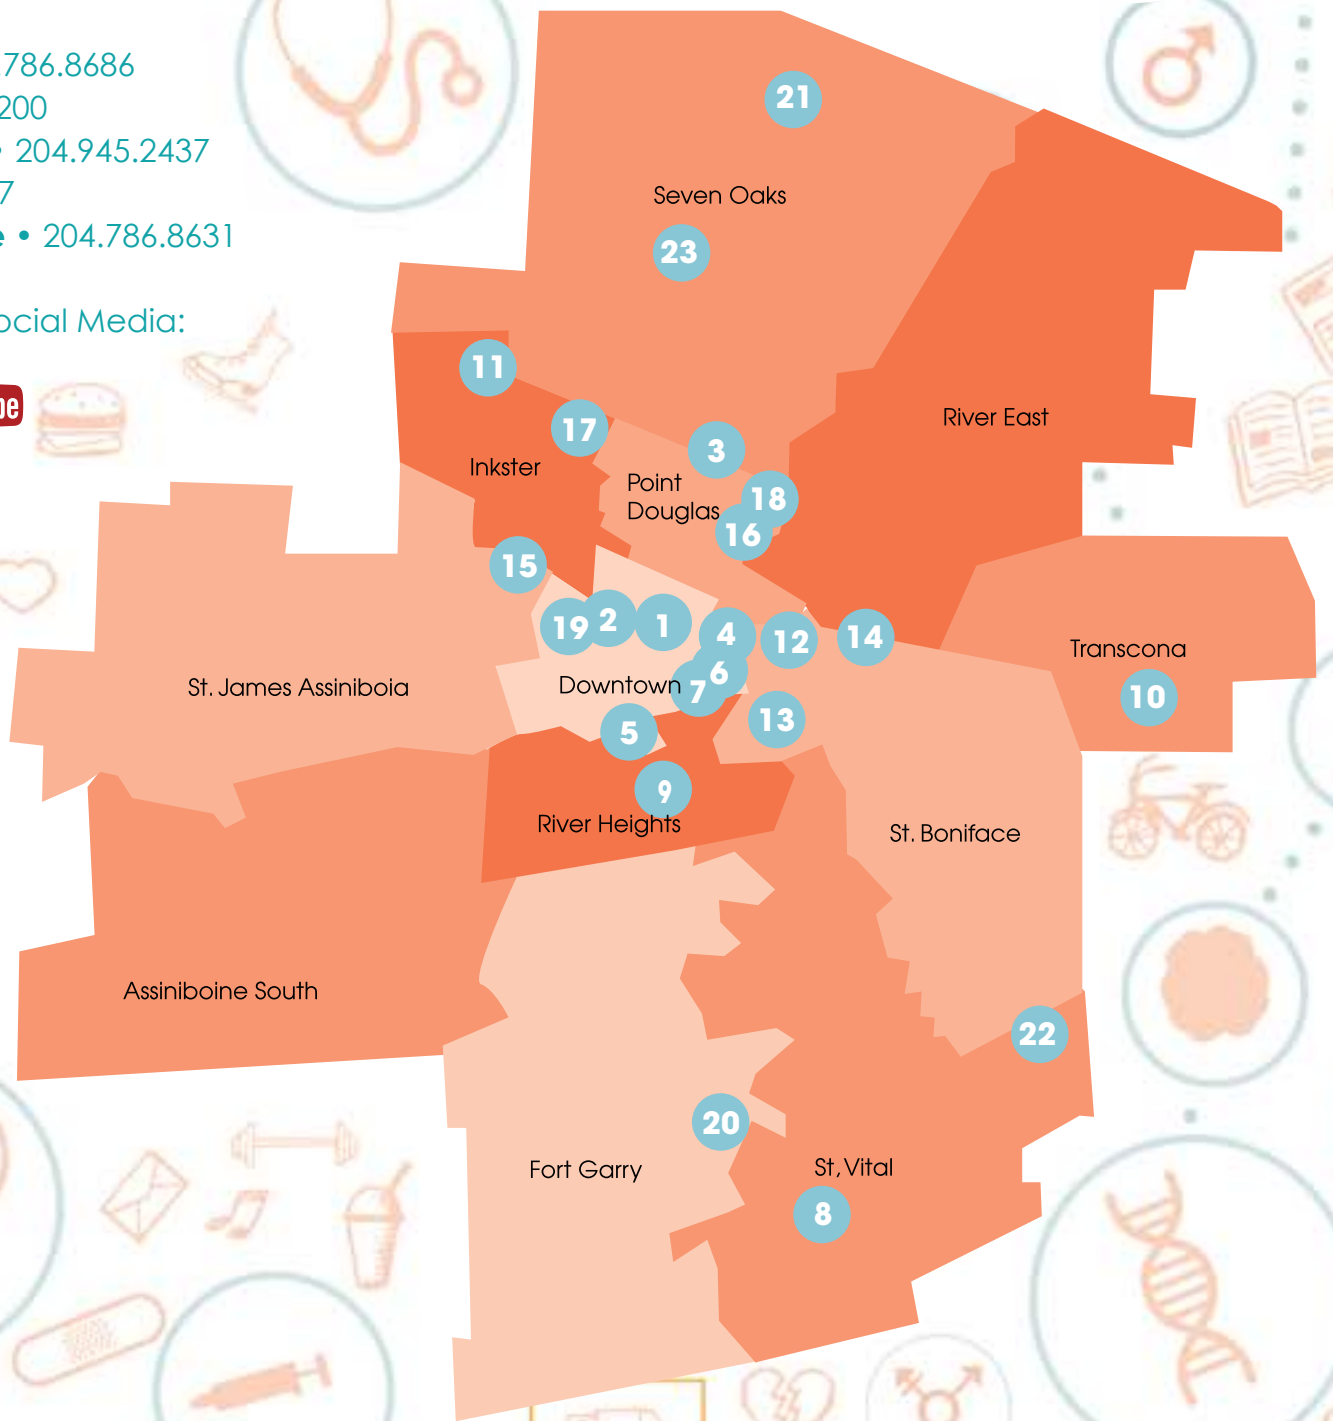 .786.8686
200
• 204.945.2437
7
e • 204.786.8631
ocial Media:
be
21
Seven Oaks
23
11
17
3
River East
Inkster
Point
Douglas
18
16
15
19
2
1
4
12
14
Transcona
6
St. James Assiniboia
Downtown
7
10
5
13
9
River Heights
St. Boniface
Assiniboine South
22
20
Fort Garry
St, Vital
8